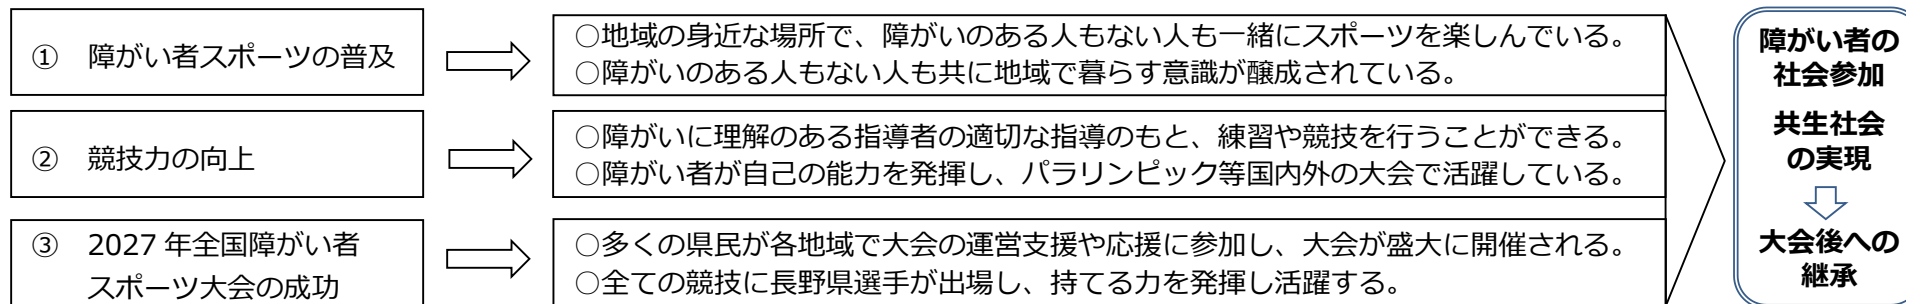 ① 障がい者スポーツの普及
○地域の身近な場所で、障がいのある人もない人も一緒にスポーツを楽しんでいる。
○障がいのある人もない人も共に地域で暮らす意識が醸成されている。
② 競技力の向上
○障がいに理解のある指導者の適切な指導のもと、練習や競技を行うことができる。
○障がい者が自己の能力を発揮し、パラリンピック等国内外の大会で活躍している。
③ 2027年全国障がい者
スポーツ大会の成功
○多くの県民が各地域で大会の運営支援や応援に参加し、大会が盛大に開催される。
○全ての競技に長野県選手が出場し、持てる力を発揮し活躍する。
障がい者の
社会参加
共生社会
の実現
大会後への
継承